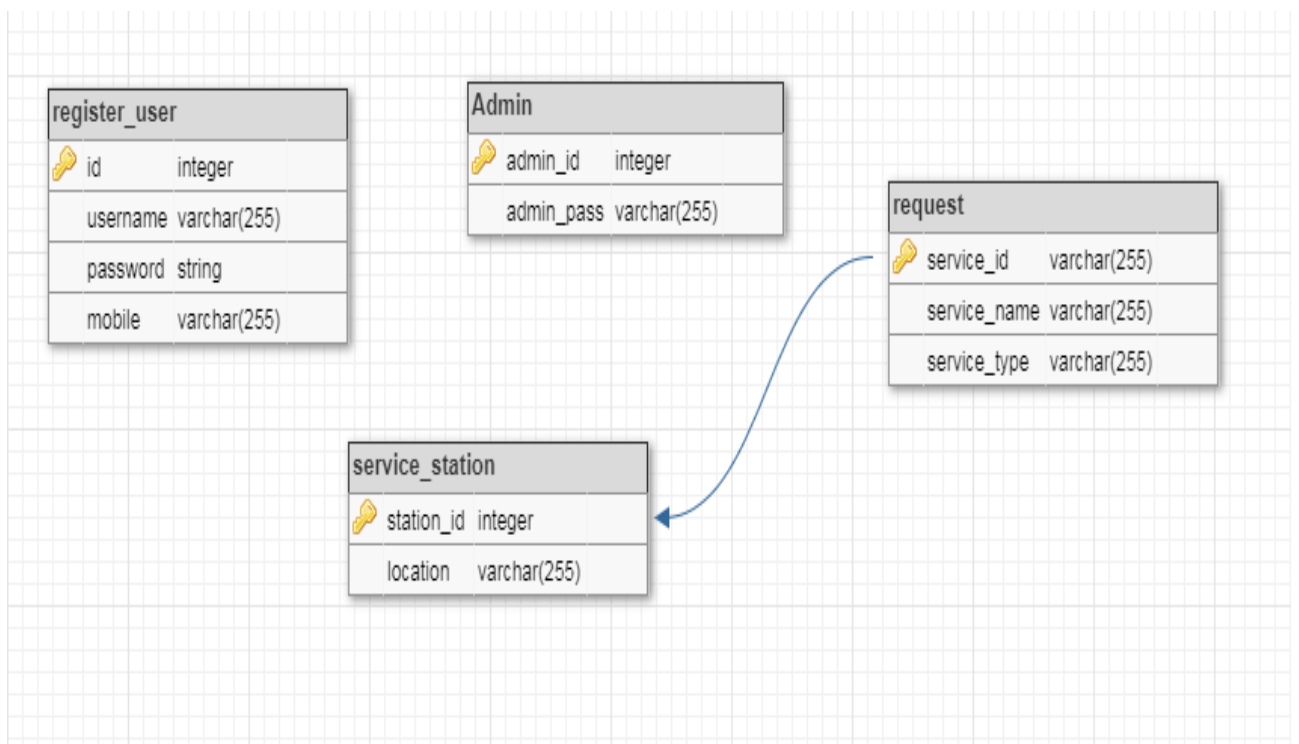 register_user
id integer
username varchar(255)
password string
mobile varchar(255)
Admin
admin_id integer
admin_pass varchar(255)
request
service_id varchar(255)
service_name varchar(255)
service_type varchar(255)
service_station
station_id integer
location varchar(255)